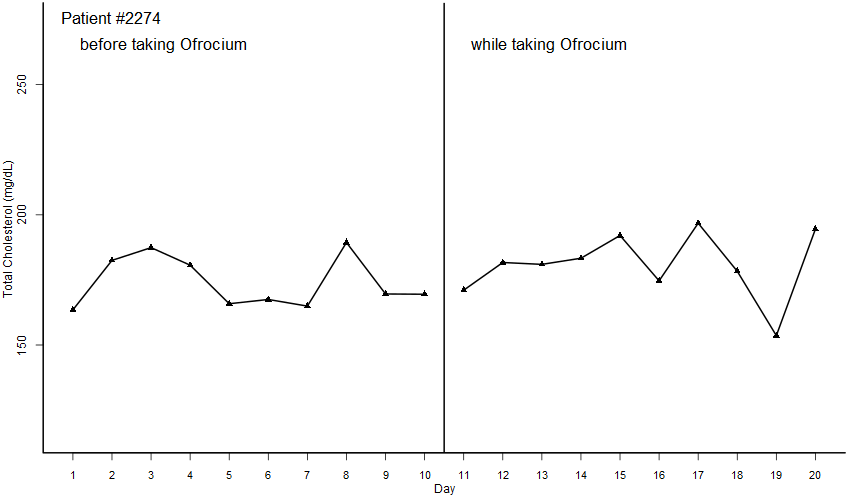 Patient #2274
before taking Ofrocium
while taking Ofrocium
Total Cholesterol (mg/dL)
250
200
150
1 2 3 4 5 6 7 8 9 10 11 12 13 14 15 16 17 18 19 20
Day